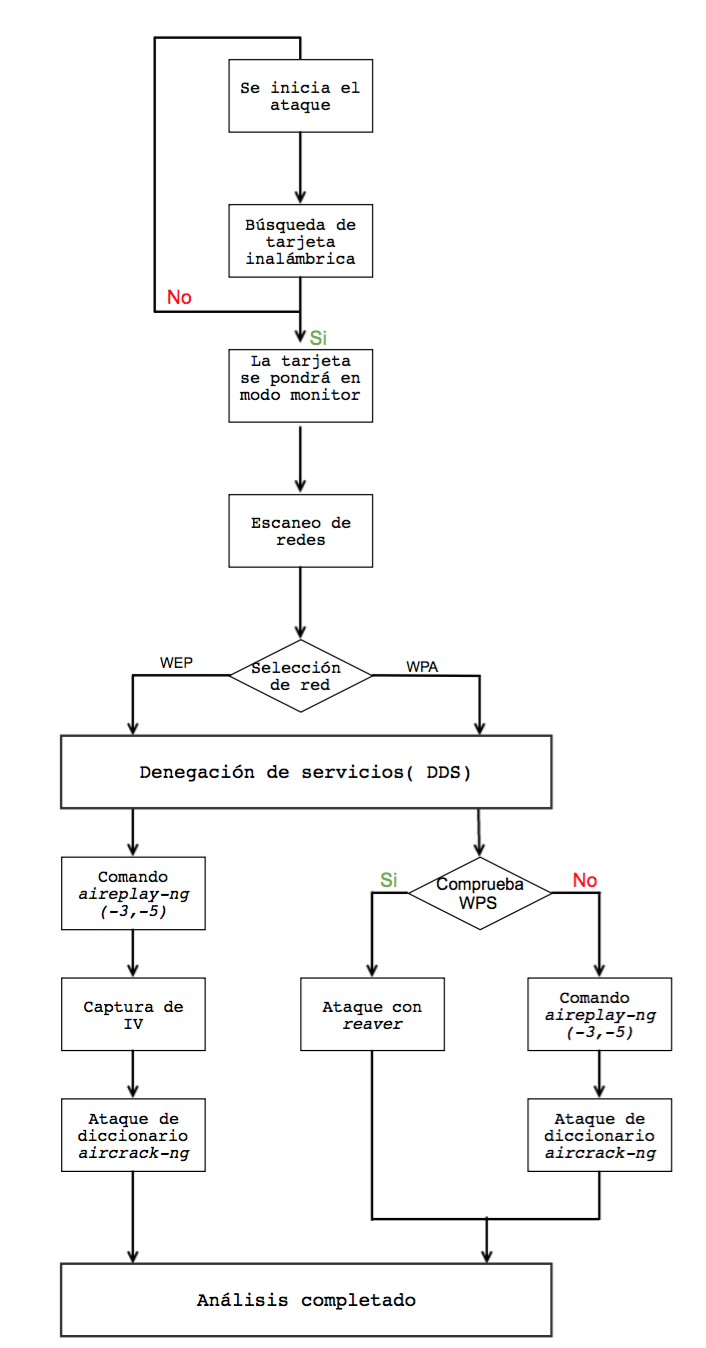 Se inicia el
ataque
Búsqueda de
tarjeta
inalámbrica
No
Si
La tarjeta
se pondrá en
modo monitor
Escaneo de
redes
WEP
Selección
de red
WPA
Denegación de servicios( DDS)
Comando
aireplay-ng
(-3,-5)
Si
Comprueba
WPS
No
Captura de
IV
Ataque con
reaver
Comando
aireplay-ng
(-3,-5)
Ataque de
diccionario
aircrack-ng
Ataque de
diccionario
aircrack-ng
Análisis completado